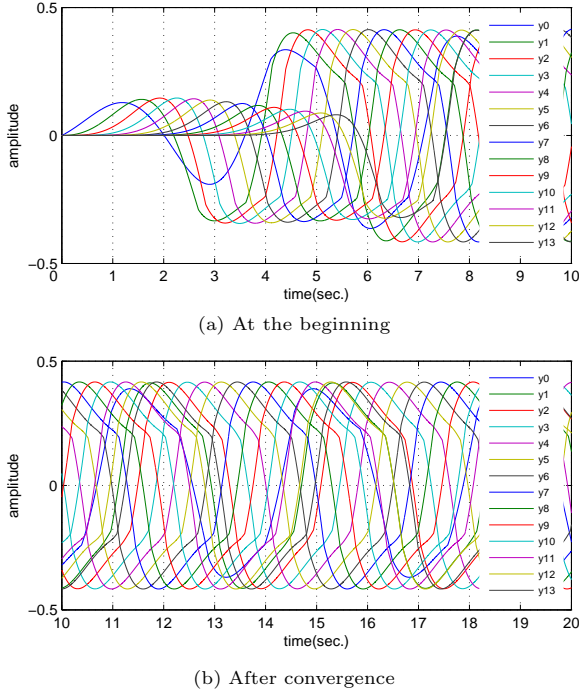 0.5
0
−0.5
amplitude
0 1 2 3 4 5 6 7 8 9 10
time(sec.)
y0
y1
y2
y3
y4
y5
y6
y7
y8
y9
y10
y11
y12
y13
(a) At the beginning
0.5
0
−0.5
amplitude
10 11 12 13 14 15 16 17 18 19 20
time(sec.)
y0
y1
y2
y3
y4
y5
y6
y7
y8
y9
y10
y11
y12
y13
(b) After convergence